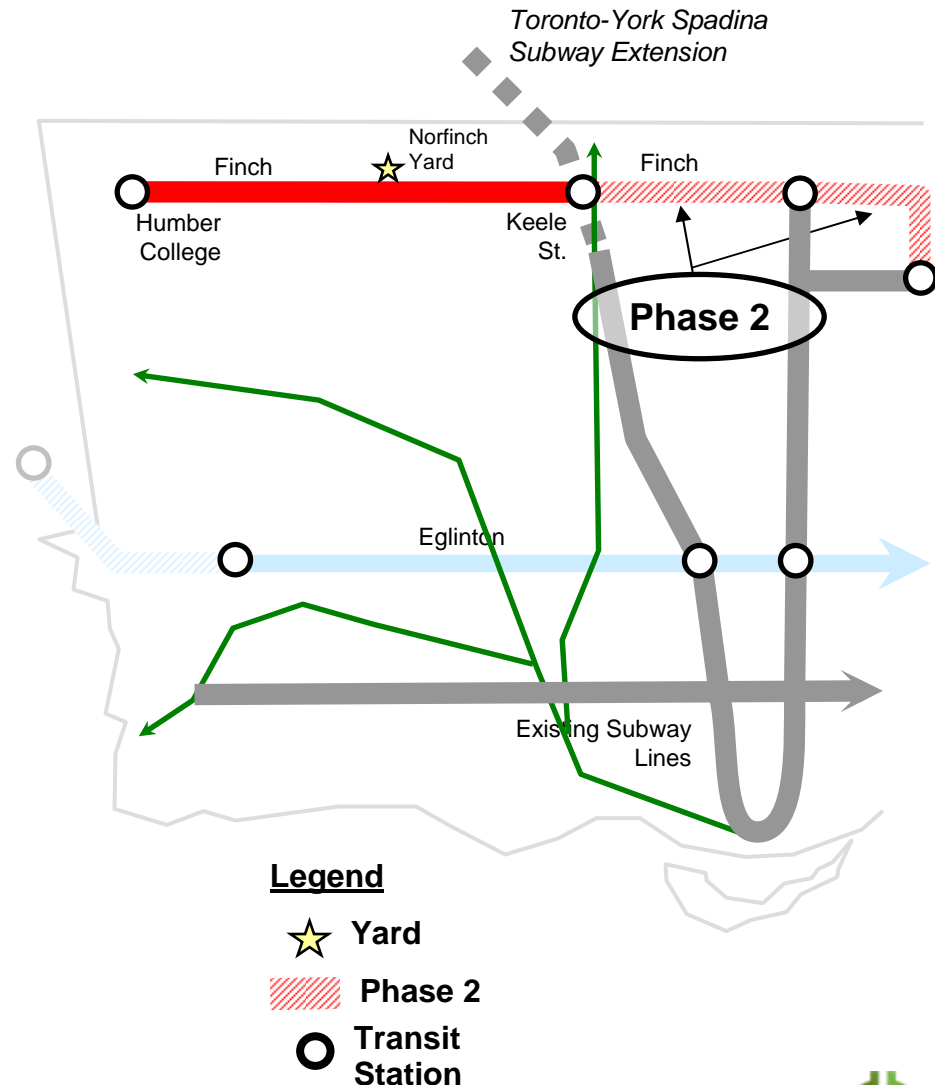 Toronto-York Spadina
Subway Extension
Norfinch
Yard
Finch
Finch
Humber
College
Keele
St.
Phase 2
Eglinton
Existing Subway
Lines
Legend
Yard
Phase 2
Transit
Station